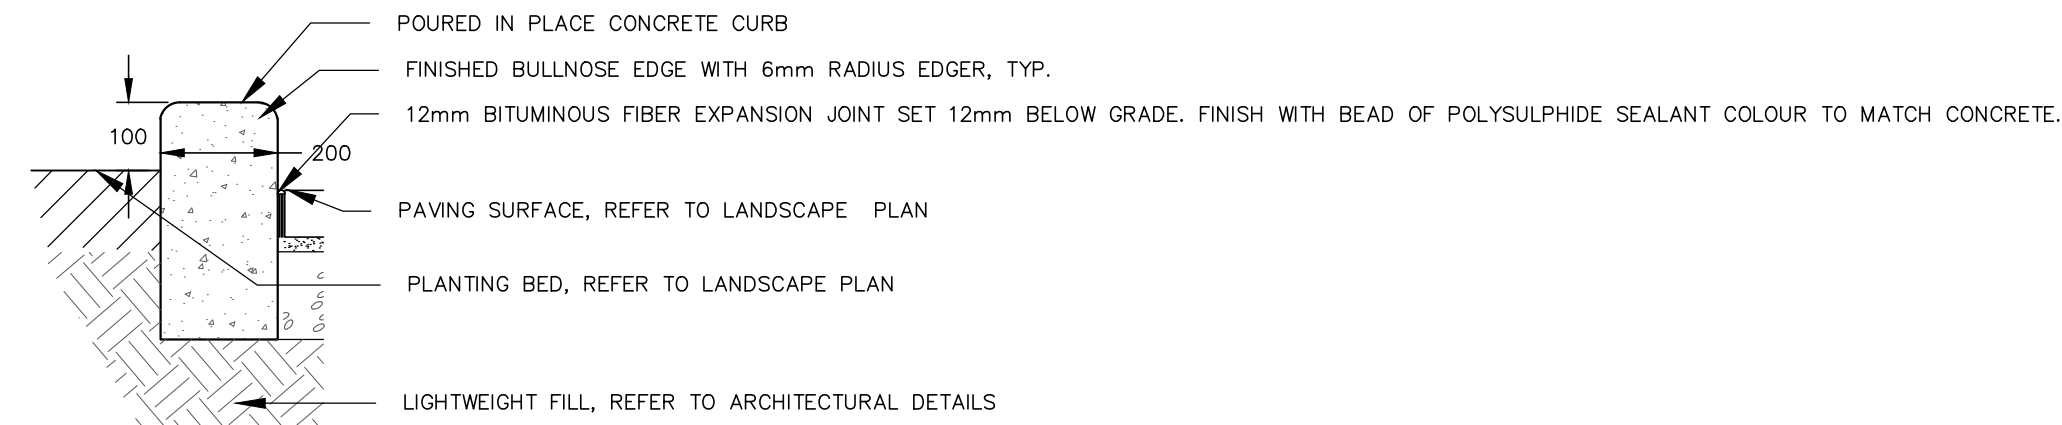 POURED IN PLACE CONCRETE CURB
FINISHED BULLNOSE EDGE WITH 6mm RADIUS EDGER, TYP.
12mm BITUMINOUS FIBER EXPANSION JOINT SET 12mm BELOW GRADE. FINISH WITH BEAD OF POLYSULPHIDE SEALANT COLOUR TO MATCH CONCRETE.
100
200
PAVING SURFACE, REFER TO LANDSCAPE PLAN
PLANTING BED, REFER TO LANDSCAPE PLAN
LIGHTWEIGHT FILL, REFER TO ARCHITECTURAL DETAILS